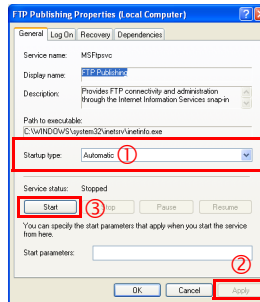 FTP Publishing Properties (Local Computer)
General Log On Recovery Dependencies
Service name: MSFtpsvc
Display name: FTP Publishing
Description: Provides FTP connectivity and administration
through the Internet Information Services snap-in
Path to executable:
C:\WINDOWS\system32\inetsrv\inetinfo.exe
Startup type: Automatic ①
Service status: Stopped
Start Stop Pause Resume
③
You can specify the start parameters that apply when you start the service
from here.
Start parameters:
②
OK Cancel Apply